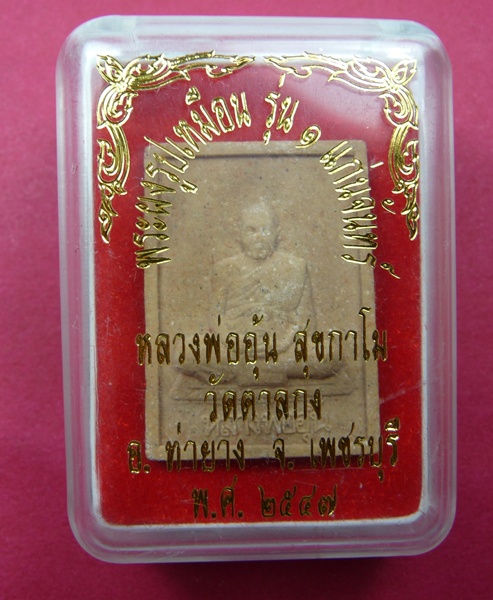 พระผงรูปเหมือน รุ่น ๑ แก่นจันทร์
หลวงพ่ออุ้น สุขกาโม
วัดตาลกง
อ. ท่ายาง จ. เพชรบุรี
พ.ศ. ๒๕๔๗